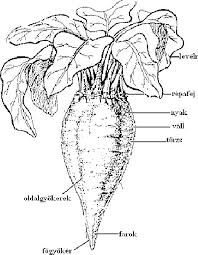 levelek
répafej
nyak
váll
törzs
oldalgyökerek
farok
főgyökér